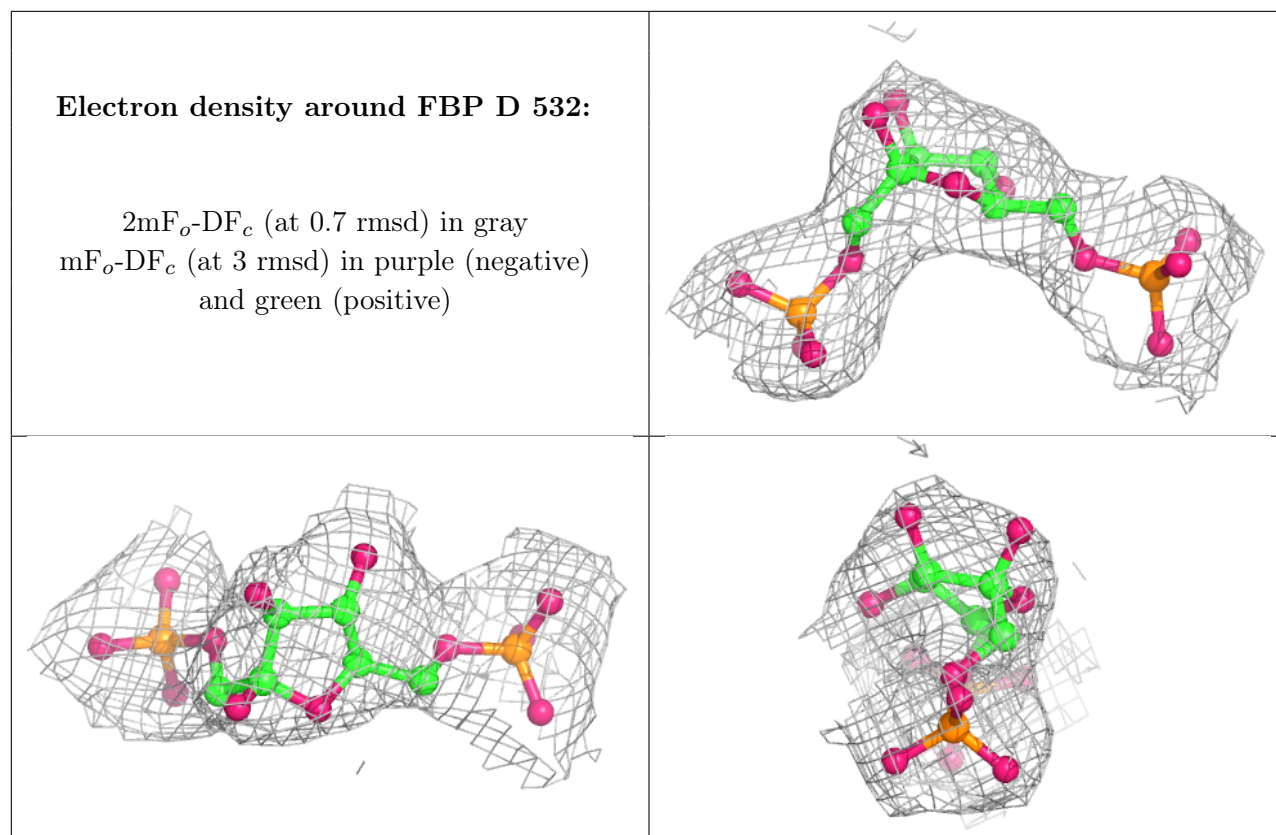 Electron density around FBP D 532:
2mFₒ-DF𝒸 (at 0.7 rmsd) in gray
mFₒ-DF𝒸 (at 3 rmsd) in purple (negative)
and green (positive)